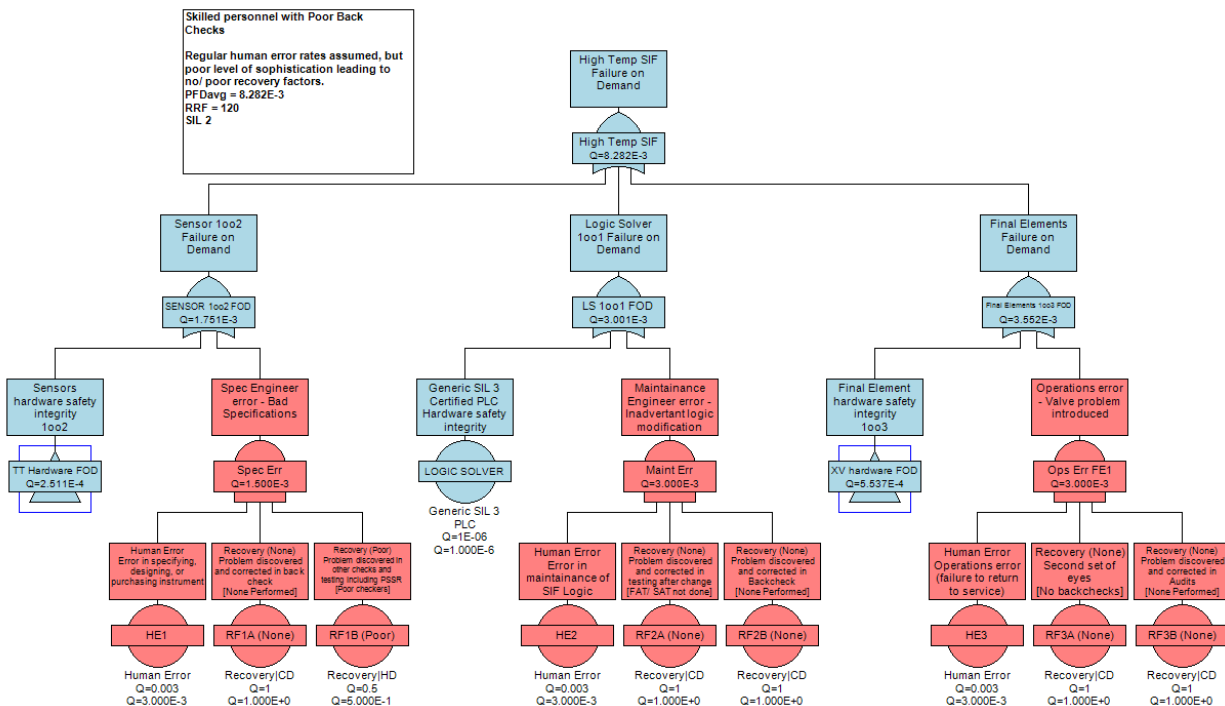 Skilled personnel with Poor Back
Checks
Regular human error rates assumed, but
poor level of sophistication leading to
no/ poor recovery factors.
PFDavg = 8.282E-3
RRF = 120
SIL 2
High Temp SIF
Failure on
Demand
High Temp SIF
Q=8.282E-3
Sensor 1oo2
Failure on
Demand
SENSOR 1oo2 FOD
Q=1.751E-3
Logic Solver
1oo1 Failure on
Demand
LS 1oo1 FOD
Q=3.001E-3
Final Elements
Failure on
Demand
Final Elements 1oo3 FOD
Q=3.552E-3
Sensors
hardware safety
integrity
1oo2
TT Hardware FOD
Q=2.511E-4
Spec Engineer
error - Bad
Specifications
Spec Err
Q=1.500E-3
Generic SIL 3
Certified PLC
Hardware safety
integrity
LOGIC SOLVER
Generic SIL 3
PLC
Q=1E-06
Q=1.000E-6
Maintainance
Engineer error -
Inadvertant logic
modification
Maint Err
Q=3.000E-3
Final Element
hardware safety
integrity
1oo3
XV hardware FOD
Q=5.537E-4
Operations error
- Valve problem
introduced
Ops Err FE1
Q=3.000E-3
Human Error
Error in specifying,
designing, or
purchasing instrument
HE1
Human Error
Q=0.003
Q=3.000E-3
Recovery (None)
Problem discovered
and corrected in back
check
[None Performed]
RF1A (None)
Recovery|CD
Q=1
Q=1.000E+0
Recovery (Poor)
Problem discovered in
other checks and
testing including PSSR
[Poor checkers]
RF1B (Poor)
Recovery|HD
Q=0.5
Q=5.000E-1
Human Error
Error in
maintainance of
SIF Logic
HE2
Human Error
Q=0.003
Q=3.000E-3
Recovery (None)
Problem discovered
and corrected in
testing after change
[FAT/ SAT not done]
RF2A (None)
Recovery|CD
Q=1
Q=1.000E+0
Recovery (None)
Problem discovered
and corrected in
Backcheck
[None Performed]
RF2B (None)
Recovery|CD
Q=1
Q=1.000E+0
Human Error
Operations error
(failure to return
to service)
HE3
Human Error
Q=0.003
Q=3.000E-3
Recovery (None)
Second set of
eyes
[No backchecks]
RF3A (None)
Recovery|CD
Q=1
Q=1.000E+0
Recovery (None)
Problem discovered
and corrected in
Audits
[None Performed]
RF3B (None)
Recovery|CD
Q=1
Q=1.000E+0